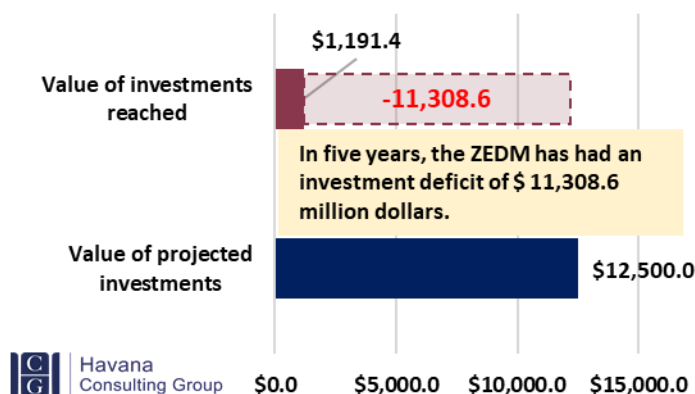 $1,191.4
Value of investments
reached
-11,308.6
In five years, the ZEDM has had an
investment deficit of $ 11,308.6
million dollars.
Value of projected
investments
$12,500.0
C
G
Havana
Consulting Group
$0.0 $5,000.0 $10,000.0 $15,000.0